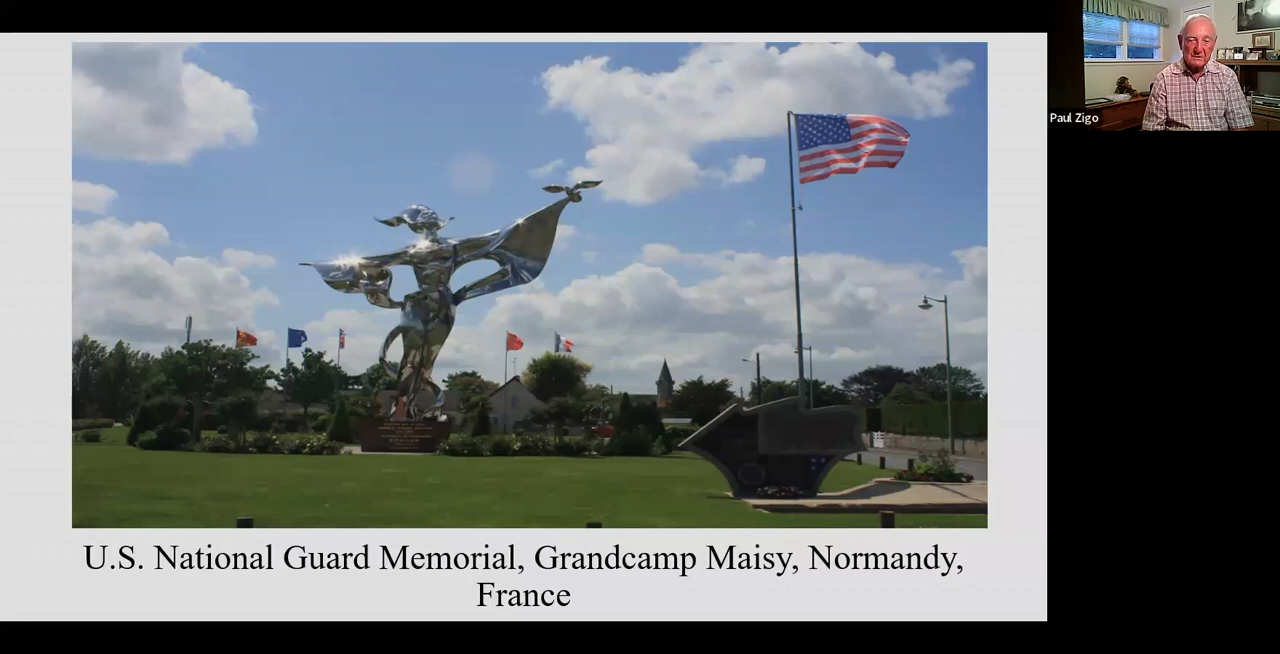 U.S. National Guard Memorial, Grandcamp Maisy, Normandy,
France
Paul Zigo